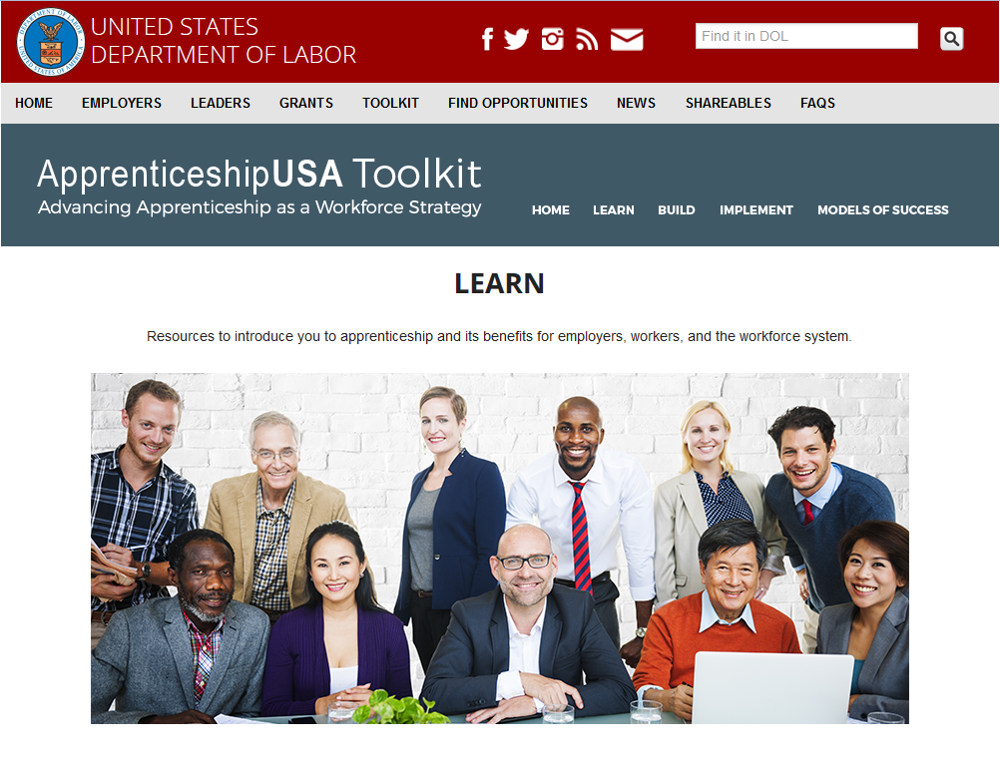 UNITED STATES
DEPARTMENT OF LABOR
Find it in DOL
HOME EMPLOYERS LEADERS GRANTS TOOLKIT FIND OPPORTUNITIES NEWS SHAREABLES FAQS
ApprenticeshipUSA Toolkit
Advancing Apprenticeship as a Workforce Strategy
HOME LEARN BUILD IMPLEMENT MODELS OF SUCCESS
LEARN
Resources to introduce you to apprenticeship and its benefits for employers, workers, and the workforce system.